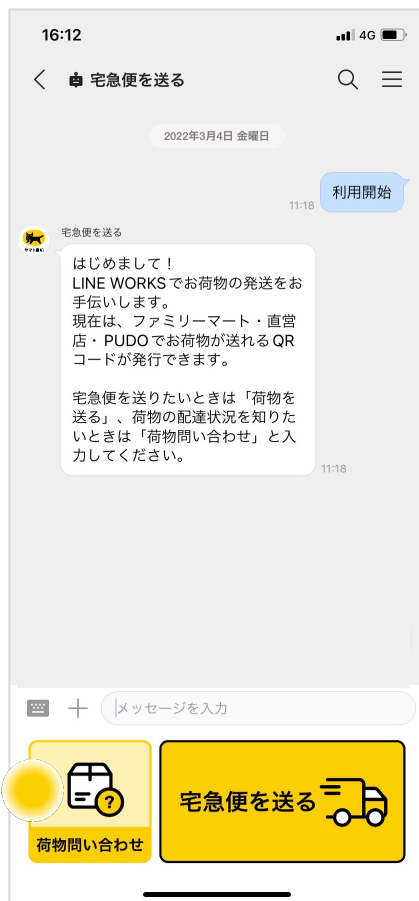 16:12
4G
宅急便を送る
2022年3月4日 金曜日
利用開始
11:18
宅急便を送る
ヤマト運輸
はじめまして！
LINE WORKSでお荷物の発送をお
手伝いします。
現在は、ファミリーマート・直営
店・PUDOでお荷物が送れるQR
コードが発行できます。
宅急便を送りたいときは「荷物を
送る」、荷物の配達状況を知りた
いときは「荷物問い合わせ」と入
力してください。
11:18
メッセージを入力
?
荷物問い合わせ
宅急便を送る